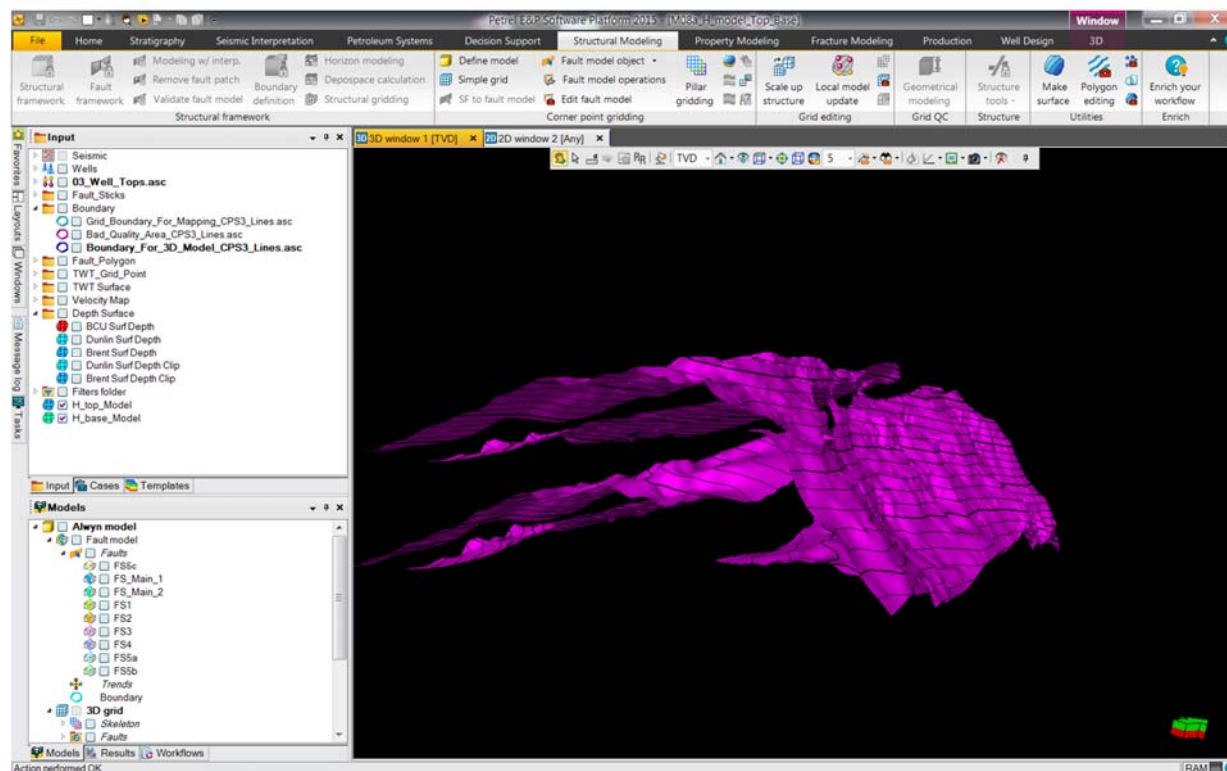 Petrel E&P Software Platform 2015 - [M08a_H_model_Top_Base]
Window
File Home Stratigraphy Seismic Interpretation Petroleum Systems Decision Support Structural Modeling Property Modeling Fracture Modeling Production Well Design 3D
Structural framework
Fault framework
Modeling w/ interp.
Remove fault patch
Validate fault model
Boundary definition
Horizon modeling
Depospace calculation
Structural gridding
Define model
Simple grid
SF to fault model
Fault model object
Fault model operations
Edit fault model
Pillar gridding
Scale up structure
Local model update
Geometrical modeling
Structure tools
Make surface
Polygon editing
Enrich your workflow
Structural framework Corner point gridding Grid editing Grid QC Structure Utilities Enrich
Favorites
Layouts
Windows
Message log
Tasks
Input
3D 3D window 1 [TVD] 2D 2D window 2 [Any]
TVD 5
Seismic
Wells
03_Well_Tops.asc
Fault_Sticks
Boundary
Grid_Boundary_For_Mapping_CPS3_Lines.asc
Bad_Quality_Area_CPS3_Lines.asc
Boundary_For_3D_Model_CPS3_Lines.asc
Fault_Polygon
TWT_Grid_Point
TWT Surface
Velocity Map
Depth Surface
BCU Surf Depth
Dunlin Surf Depth
Brent Surf Depth
Dunlin Surf Depth Clip
Brent Surf Depth Clip
Filters folder
H_top_Model
H_base_Model
Input Cases Templates
Models
Alwyn model
Fault model
Faults
FS5c
FS_Main_1
FS_Main_2
FS1
FS2
FS3
FS4
FS5a
FS5b
Trends
Boundary
3D grid
Skeleton
Faults
Models Results Workflows
Action performed OK
RAM